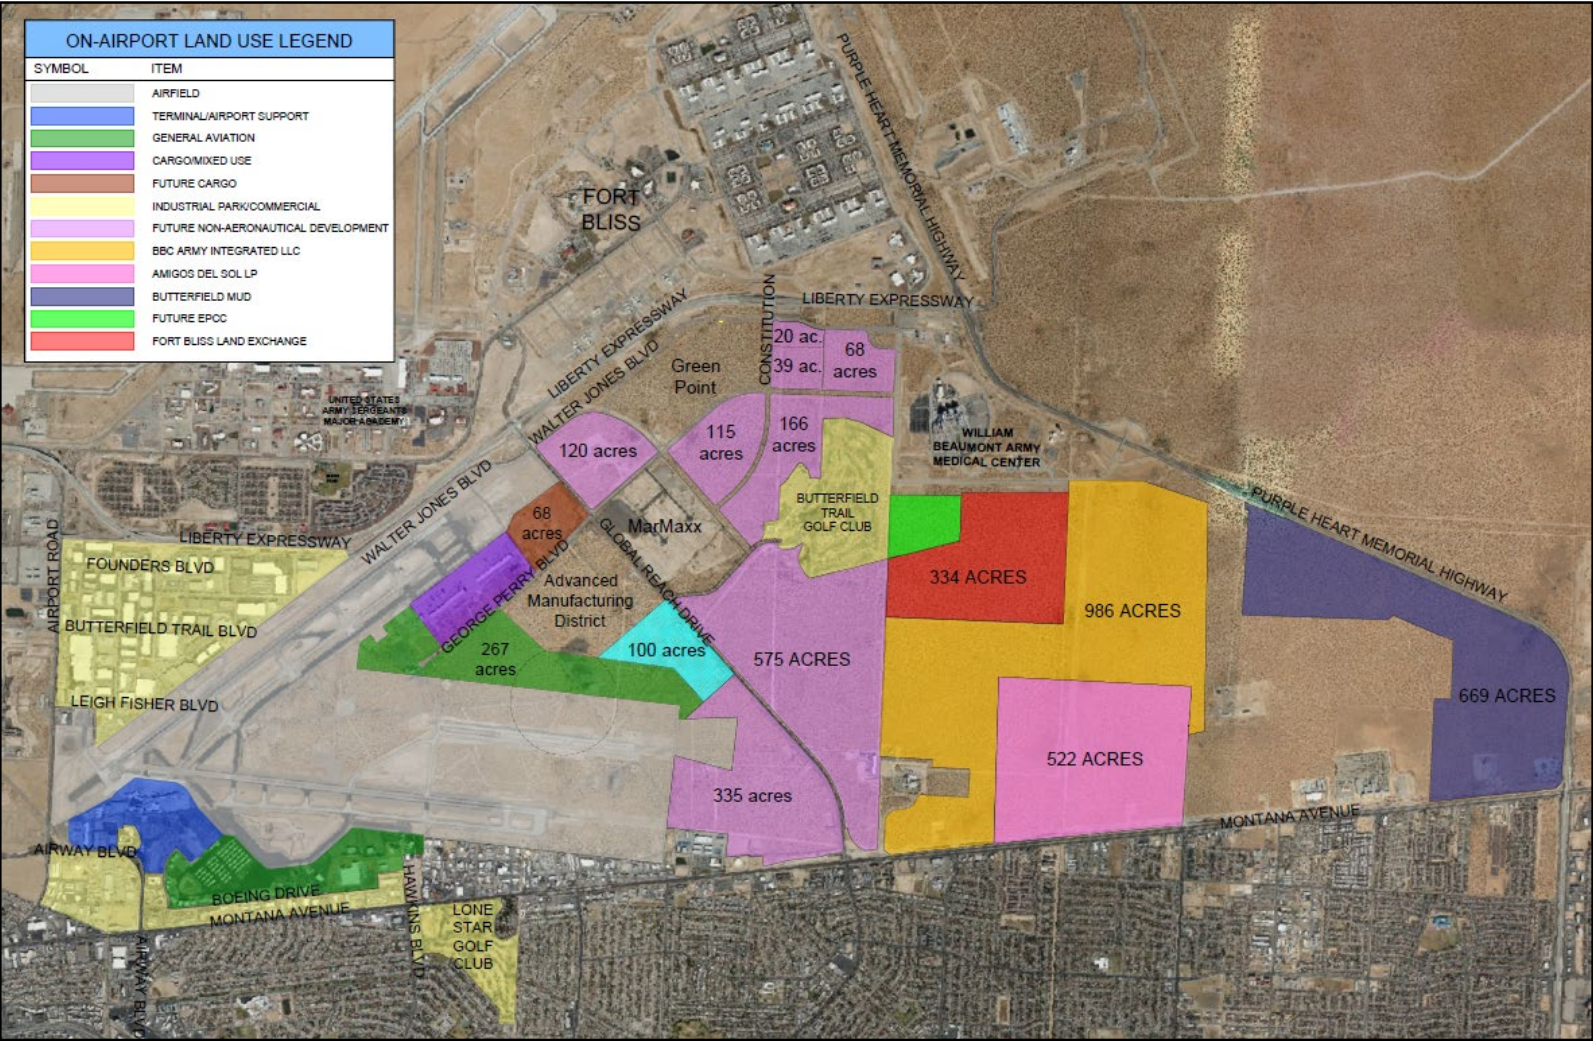 ON-AIRPORT LAND USE LEGEND
SYMBOL ITEM
AIRFIELD
TERMINAL/AIRPORT SUPPORT
GENERAL AVIATION
CARGO/MIXED USE
FUTURE CARGO
INDUSTRIAL PARK/COMMERCIAL
FUTURE NON-AERONAUTICAL DEVELOPMENT
BBC ARMY INTEGRATED LLC
AMIGOS DEL SOL LP
BUTTERFIELD MUD
FUTURE EPCC
FORT BLISS LAND EXCHANGE
PURPLE HEART MEMORIAL HIGHWAY
FORT
BLISS
LIBERTY EXPRESSWAY
LIBERTY EXPRESSWAY
WALTER JONES BLVD
CONSTITUTION
20 ac.
39 ac.
68
acres
Green
Point
UNITED STATES
ARMY SERGEANTS
MAJOR ACADEMY
120 acres
115
acres
166
acres
WILLIAM
BEAUMONT ARMY
MEDICAL CENTER
WALTER JONES BLVD
BUTTERFIELD
TRAIL
GOLF CLUB
PURPLE HEART MEMORIAL HIGHWAY
68
acres
MarMaxx
GLOBAL REACH DRIVE
LIBERTY EXPRESSWAY
AIRPORT ROAD
FOUNDERS BLVD
GEORGE PERRY BLVD
Advanced
Manufacturing
District
334 ACRES
986 ACRES
BUTTERFIELD TRAIL BLVD
267
acres
100 acres
575 ACRES
LEIGH FISHER BLVD
669 ACRES
522 ACRES
335 acres
MONTANA AVENUE
AIRWAY BLVD
BOEING DRIVE
MONTANA AVENUE
HAWKINS BLVD
LONE
STAR
GOLF
CLUB
AIRWAY BLVD